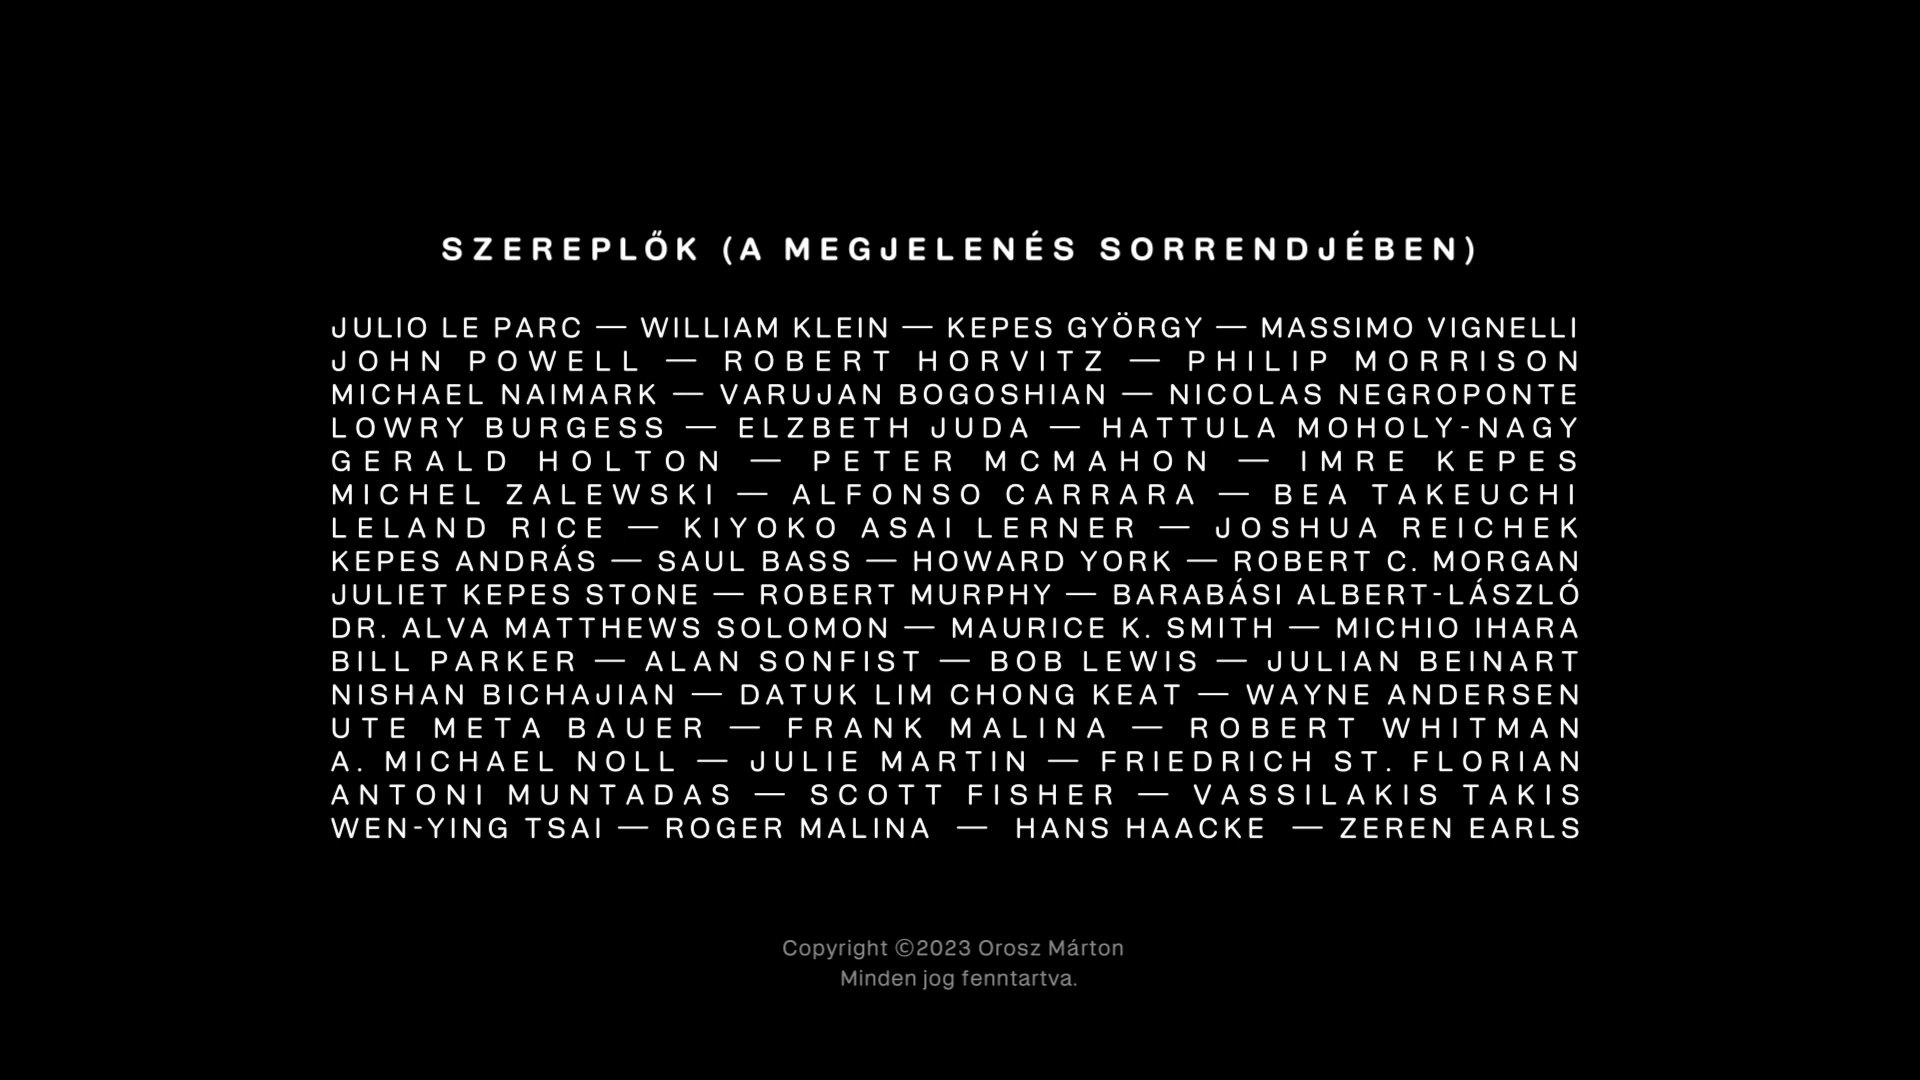 SZEREPLŐK (A MEGJELENÉS SORRENDJÉBEN)
JULIO LE PARC — WILLIAM KLEIN — KEPES GYÖRGY — MASSIMO VIGNELLI
JOHN POWELL — ROBERT HORVITZ — PHILIP MORRISON
MICHAEL NAIMARK — VARUJAN BOGOSHIAN — NICOLAS NEGROPONTE
LOWRY BURGESS — ELZBETH JUDA — HATTULA MOHOLY-NAGY
GERALD HOLTON — PETER MCMAHON — IMRE KEPES
MICHEL ZALEWSKI — ALFONSO CARRARA — BEA TAKEUCHI
LELAND RICE — KIYOKO ASAI LERNER — JOSHUA REICHEK
KEPES ANDRÁS — SAUL BASS — HOWARD YORK — ROBERT C. MORGAN
JULIET KEPES STONE — ROBERT MURPHY — BARABÁSI ALBERT-LÁSZLÓ
DR. ALVA MATTHEWS SOLOMON — MAURICE K. SMITH — MICHIO IHARA
BILL PARKER — ALAN SONFIST — BOB LEWIS — JULIAN BEINART
NISHAN BICHAJIAN — DATUK LIM CHONG KEAT — WAYNE ANDERSEN
UTE META BAUER — FRANK MALINA — ROBERT WHITMAN
A. MICHAEL NOLL — JULIE MARTIN — FRIEDRICH ST. FLORIAN
ANTONI MUNTADAS — SCOTT FISHER — VASSILAKIS TAKIS
WEN-YING TSAI — ROGER MALINA — HANS HAACKE — ZEREN EARLS
Copyright ©2023 Orosz Márton
Minden jog fenntartva.